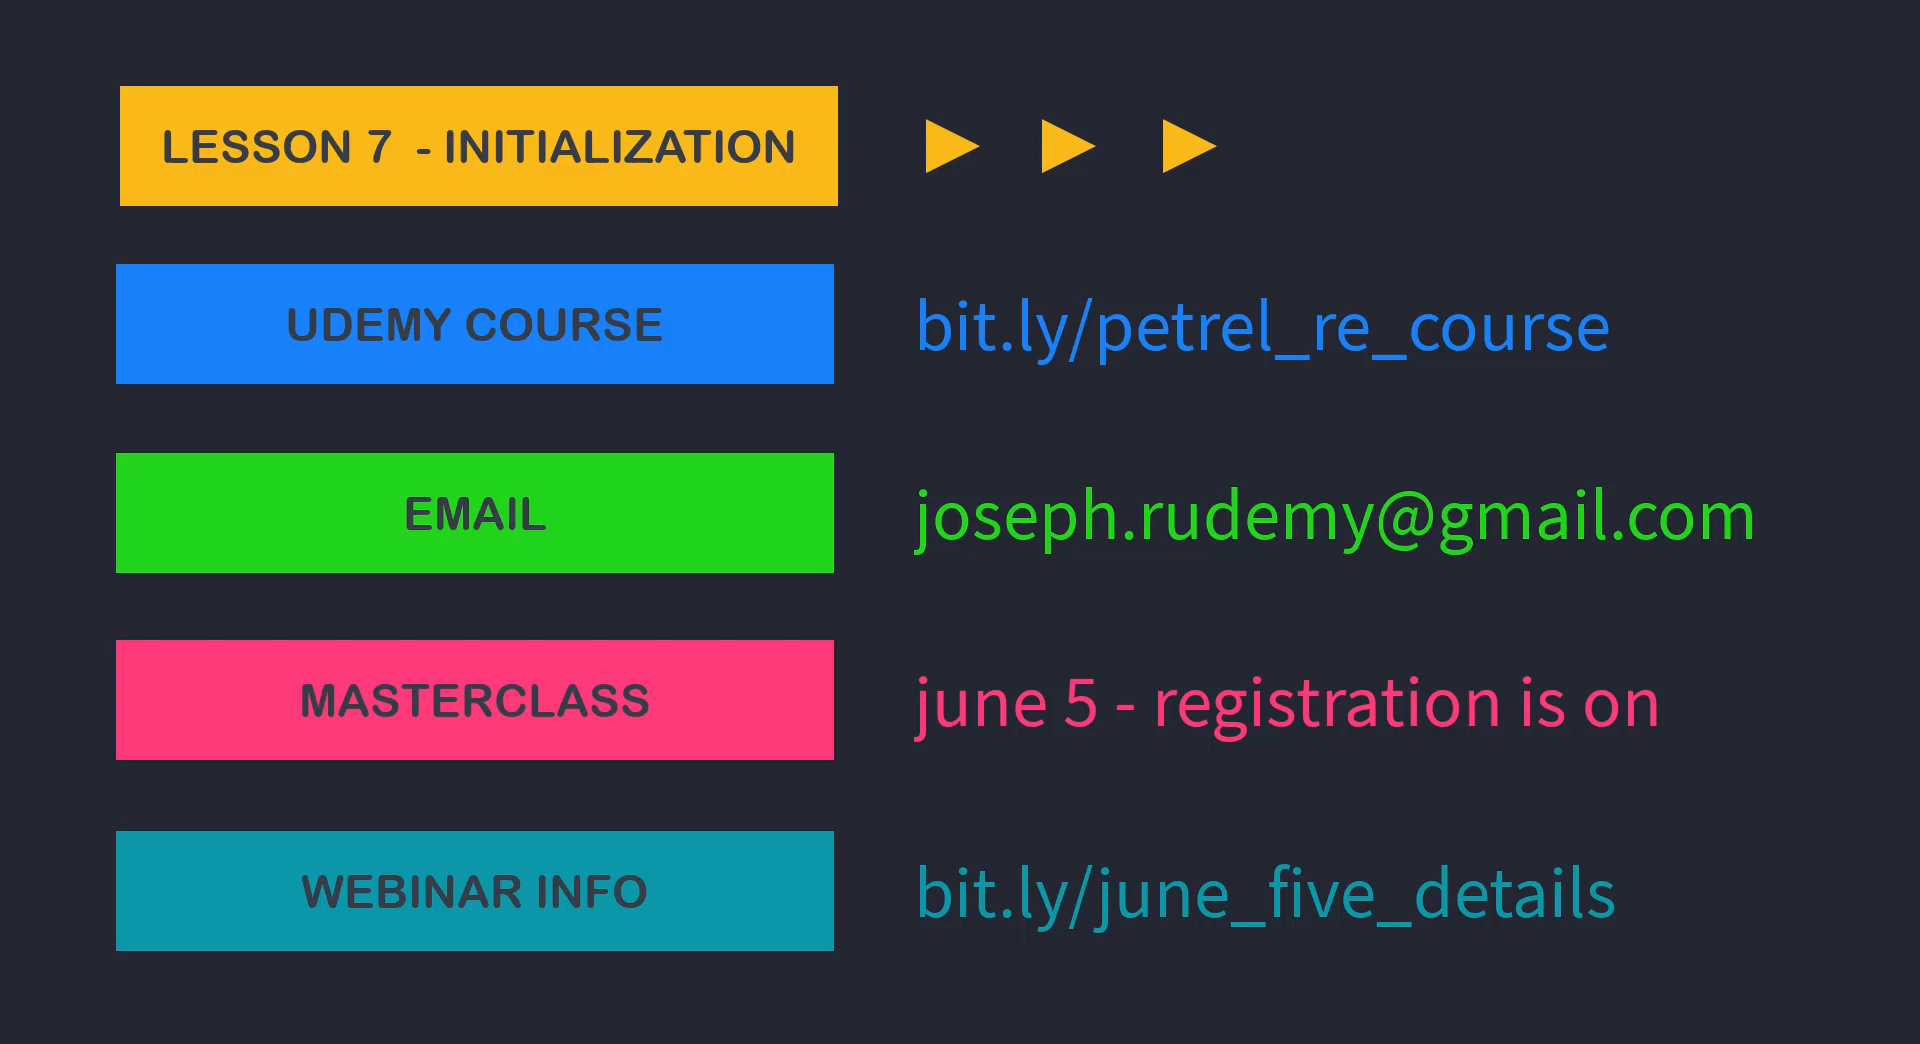 LESSON 7 - INITIALIZATION
UDEMY COURSE bit.ly/petrel_re_course
EMAIL joseph.rudemy@gmail.com
MASTERCLASS june 5 - registration is on
WEBINAR INFO bit.ly/june_five_details